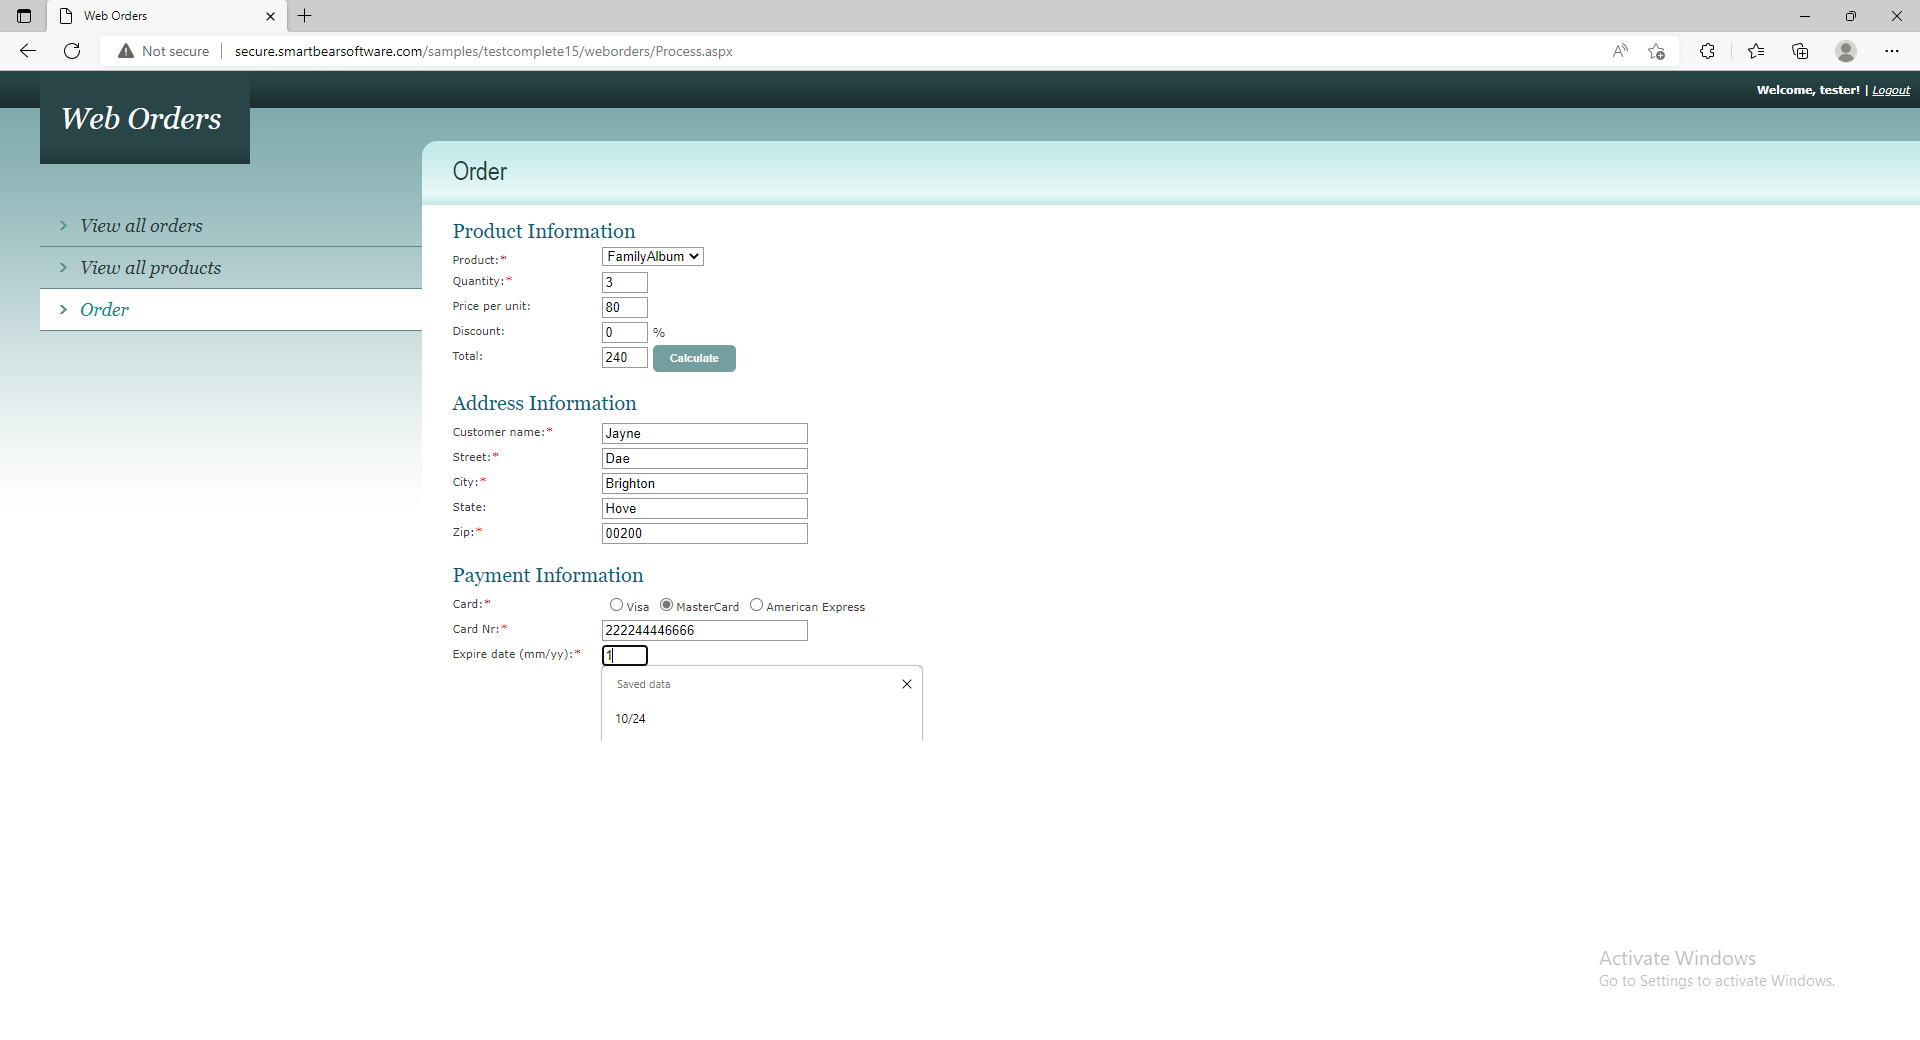 Web Orders
Not secure
secure.smartbearsoftware.com/samples/testcomplete15/weborders/Process.aspx
Welcome, tester! | Logout
Web Orders
Order
> View all orders
> View all products
> Order
Product Information
Product:* FamilyAlbum
Quantity:* 3
Price per unit: 80
Discount: 0 %
Total: 240 Calculate
Address Information
Customer name:* Jayne
Street:* Dae
City:* Brighton
State: Hove
Zip:* 00200
Payment Information
Card:* Visa MasterCard American Express
Card Nr:* 222244446666
Expire date (mm/yy):* 1
Saved data
10/24
Activate Windows
Go to Settings to activate Windows.